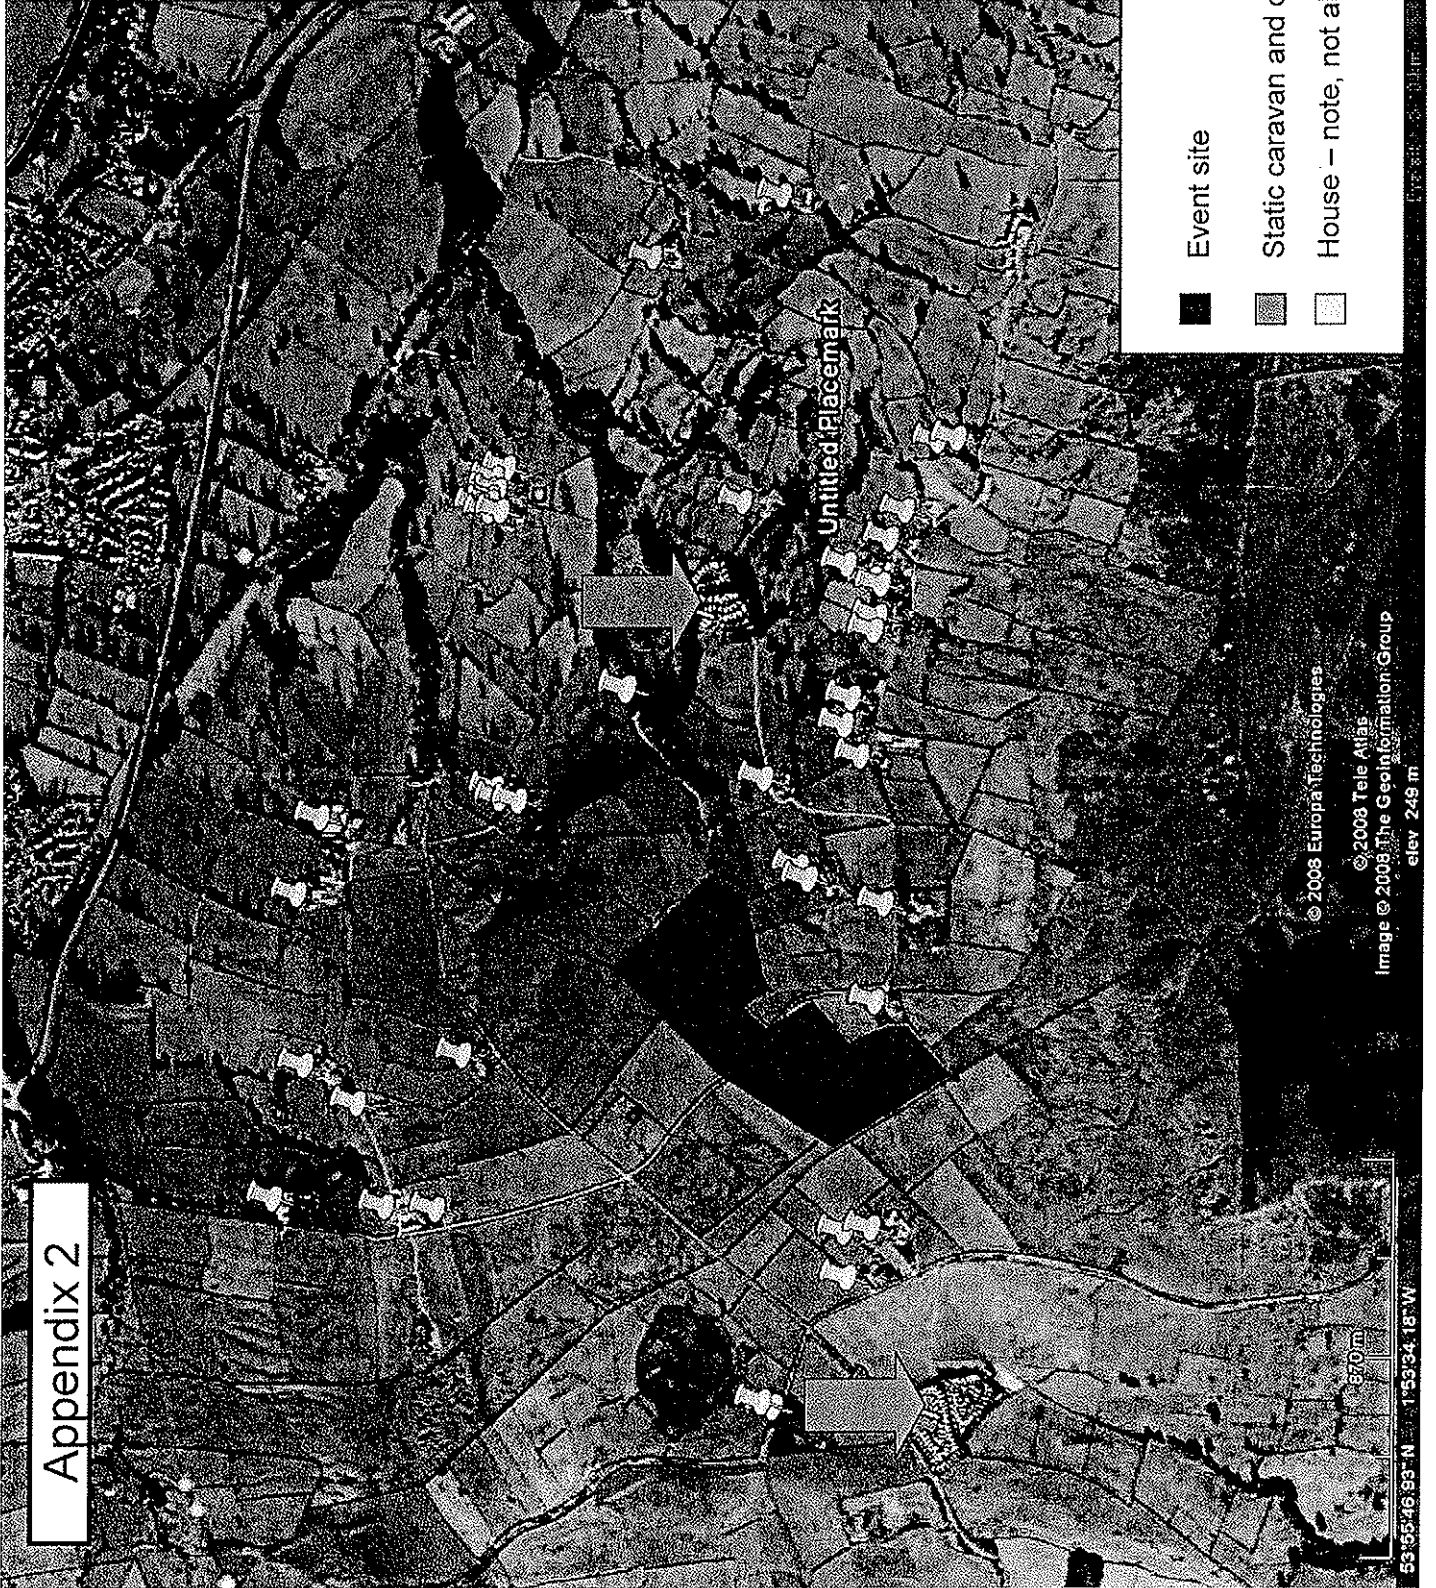 Appendix 2
Untitled Placemark
Event site
Static caravan and c
House – note, not a
© 2008 Europa Technologies
© 2008 Tele Atlas
Image © 2008 The GeoInformation Group
870 m
53°55'46.93" N 1°53'34.18" W elev 249 m